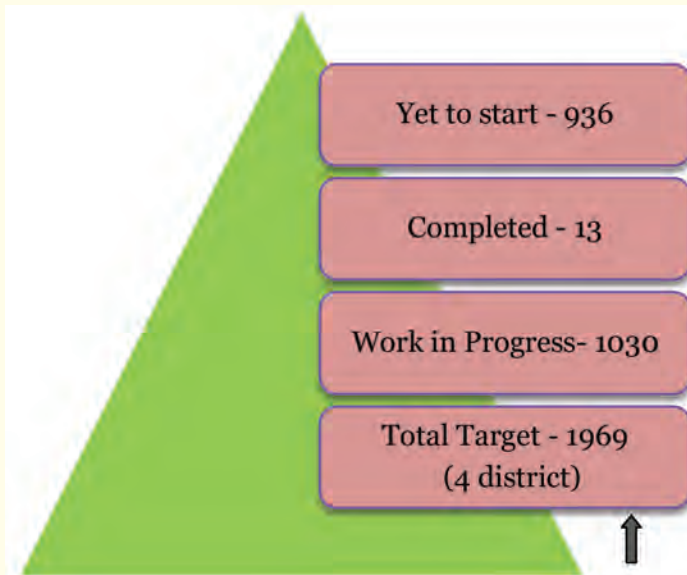 Yet to start - 936
Completed - 13
Work in Progress- 1030
Total Target - 1969
(4 district)